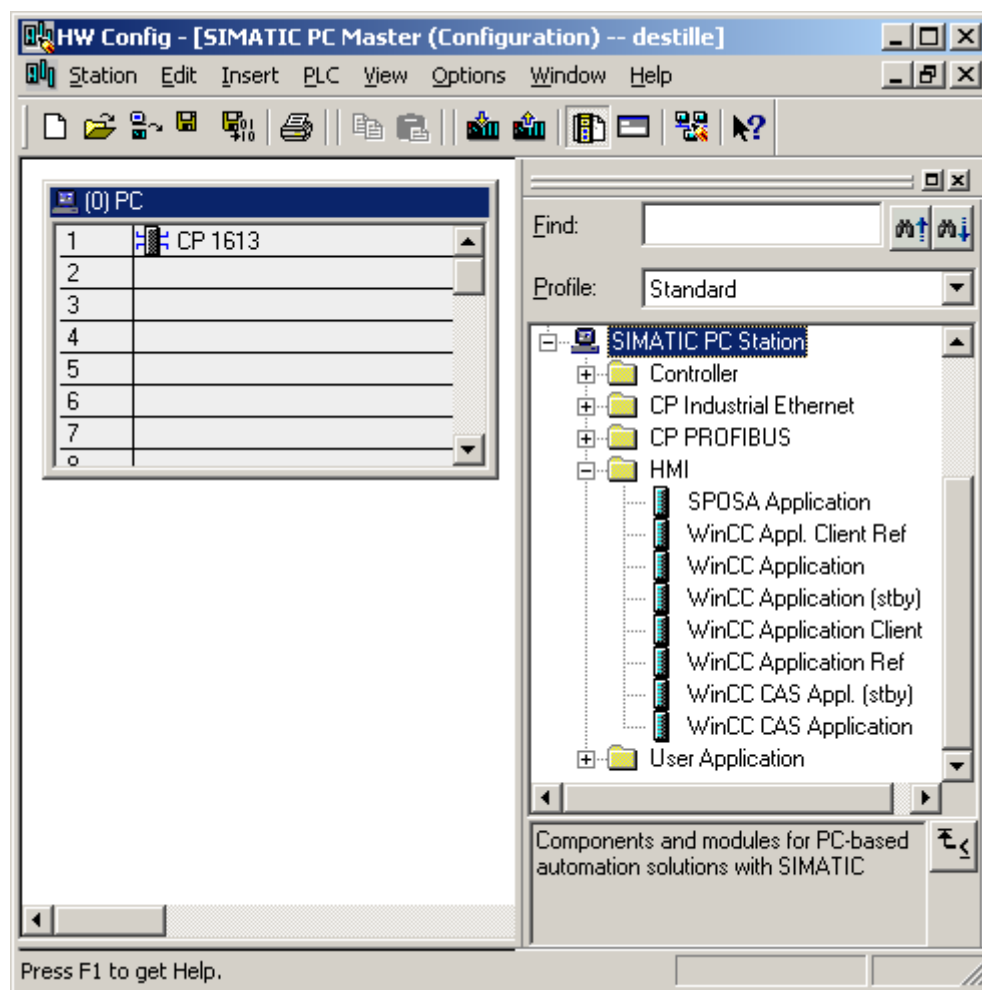 HW Config - [SIMATIC PC Master (Configuration) -- destille]
Station Edit Insert PLC View Options Window Help
(0) PC
1 CP 1613
2
3
4
5
6
7
Find:
Profile: Standard
SIMATIC PC Station
Controller
CP Industrial Ethernet
CP PROFIBUS
HMI
SPOSA Application
WinCC Appl. Client Ref
WinCC Application
WinCC Application (stby)
WinCC Application Client
WinCC Application Ref
WinCC CAS Appl. (stby)
WinCC CAS Application
User Application
Components and modules for PC-based
automation solutions with SIMATIC
Press F1 to get Help.